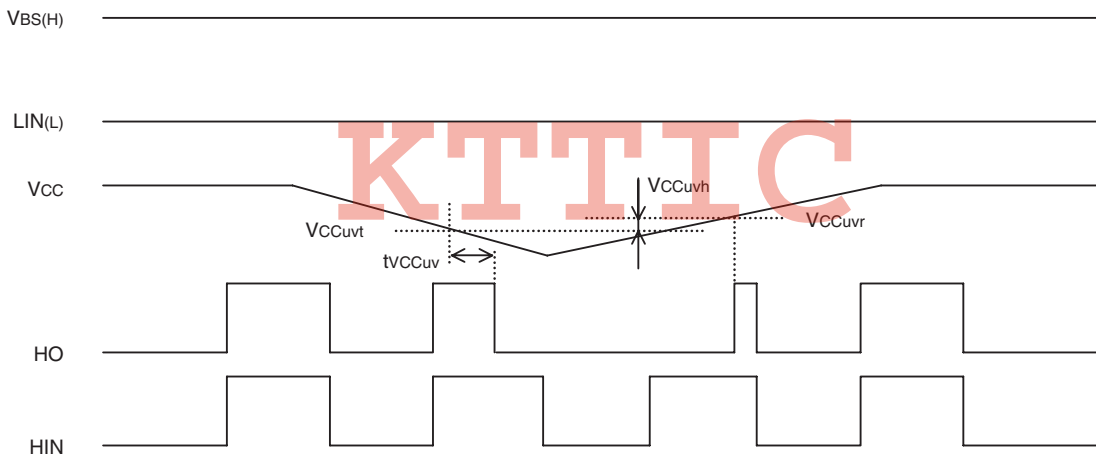 VBS(H)
LIN(L)
KTTIC
VCC
VCCuvh
VCCuvr
VCCuvt
tVCCuv
HO
HIN